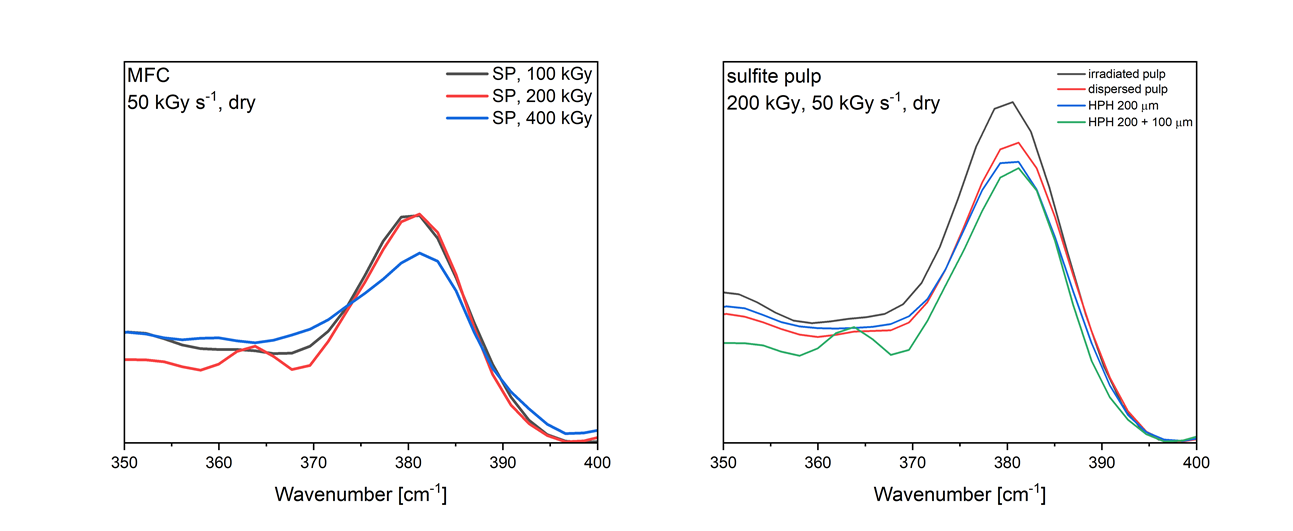 MFC
50 kGy s⁻¹, dry
SP, 100 kGy
SP, 200 kGy
SP, 400 kGy
350 360 370 380 390 400
Wavenumber [cm⁻¹]
sulfite pulp
200 kGy, 50 kGy s⁻¹, dry
irradiated pulp
dispersed pulp
HPH 200 μm
HPH 200 + 100 μm
350 360 370 380 390 400
Wavenumber [cm⁻¹]